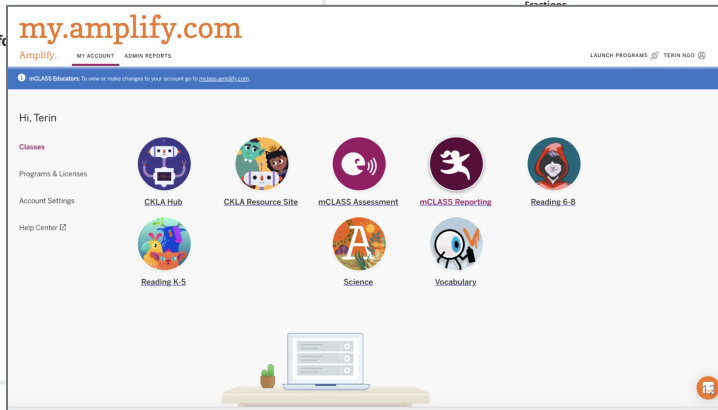 Fractions
my.amplify.com
Amplify. MY ACCOUNT ADMIN REPORTS LAUNCH PROGRAMS TERIN NGO
mCLASS Educators: To view or make changes to your account go to mclass.amplify.com.
Hi, Terin
Classes
Programs & Licenses
Account Settings
Help Center
CKLA Hub CKLA Resource Site mCLASS Assessment mCLASS Reporting Reading 6-8
Reading K-5 Science Vocabulary